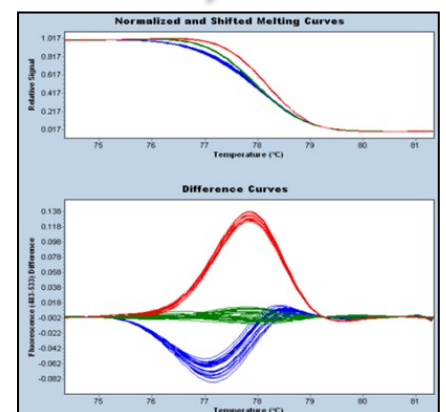 Normalized and Shifted Melting Curves
Relative Signal
1.017
0.817
0.617
0.417
0.217
0.017
75 76 77 78 79 80 81
Temperature (°C)
Difference Curves
Fluorescence (483-533) Difference
0.138
0.118
0.098
0.078
0.058
0.038
0.018
-0.002
-0.022
-0.042
-0.062
-0.082
75 76 77 78 79 80 81
Temperature (°C)